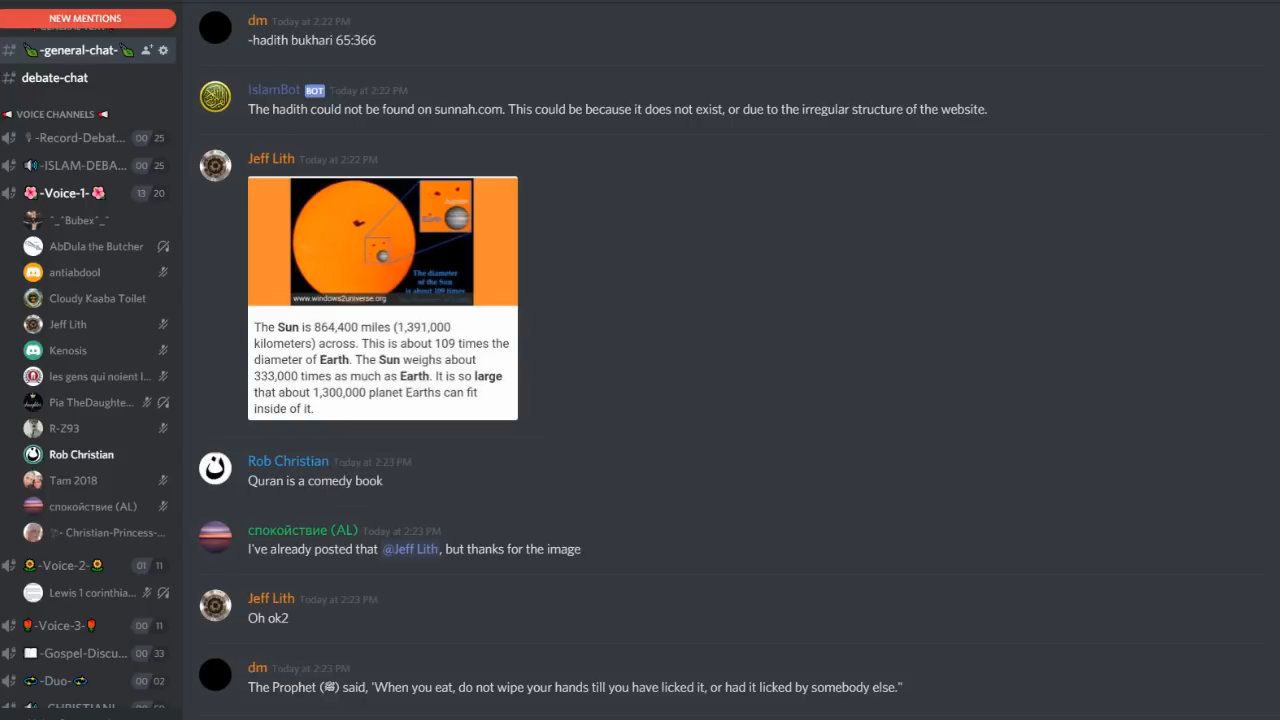 NEW MENTIONS
-general-chat-
debate-chat
VOICE CHANNELS
-Record-Debat... 00 25
-ISLAM-DEBA... 00 25
-Voice-1- 13 20
^_^Bubex^_^
AbDula the Butcher
antiabdool
Cloudy Kaaba Toilet
Jeff Lith
Kenosis
les gens qui noient l...
Pia TheDaughte...
R-Z93
Rob Christian
Tam 2018
спокойствие (AL)
- Christian-Princess-...
-Voice-2- 01 11
Lewis 1 corinthia...
-Voice-3- 00 11
-Gospel-Discu... 00 33
-Duo- 00 02
dm Today at 2:22 PM
-hadith bukhari 65:366
IslamBot BOT Today at 2:22 PM
The hadith could not be found on sunnah.com. This could be because it does not exist, or due to the irregular structure of the website.
Jeff Lith Today at 2:22 PM
The diameter
of the Sun
is about 109 times
www.windows2universe.org
The Sun is 864,400 miles (1,391,000
kilometers) across. This is about 109 times the
diameter of Earth. The Sun weighs about
333,000 times as much as Earth. It is so large
that about 1,300,000 planet Earths can fit
inside of it.
Rob Christian Today at 2:23 PM
Quran is a comedy book
спокойствие (AL) Today at 2:23 PM
I've already posted that @Jeff Lith, but thanks for the image
Jeff Lith Today at 2:23 PM
Oh ok2
dm Today at 2:23 PM
The Prophet (ﷺ) said, 'When you eat, do not wipe your hands till you have licked it, or had it licked by somebody else."